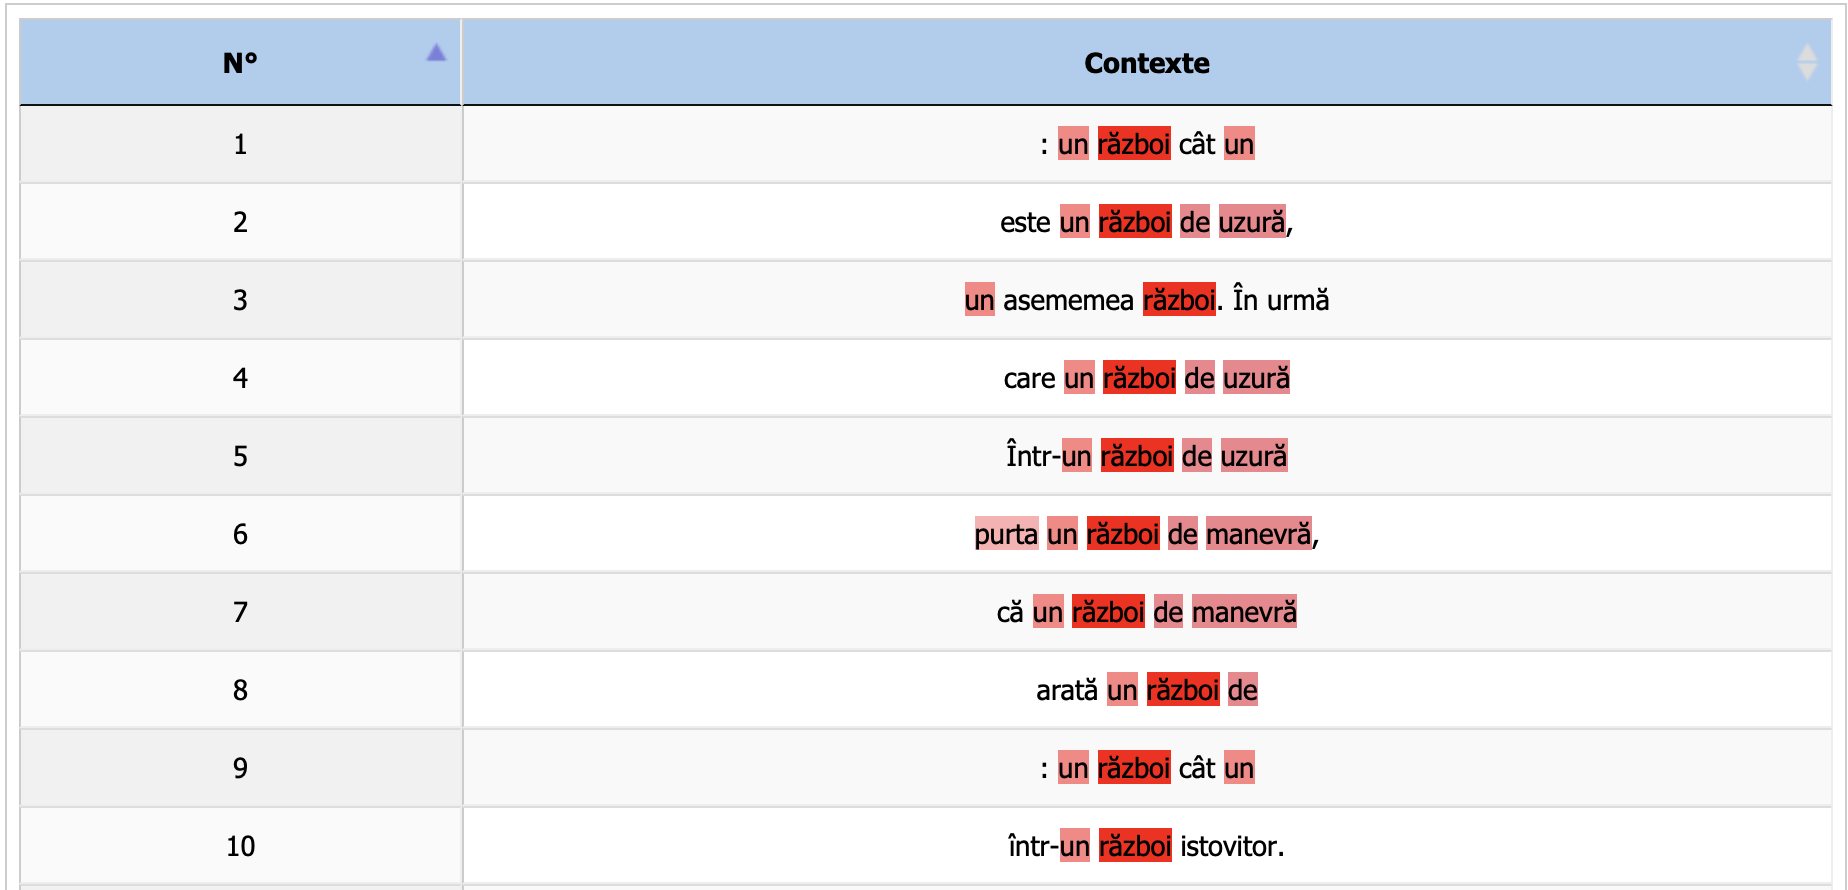 N° Contexte
1 : un război cât un
2 este un război de uzură,
3 un asememea război. În urmă
4 care un război de uzură
5 Într-un război de uzură
6 purta un război de manevră,
7 că un război de manevră
8 arată un război de
9 : un război cât un
10 într-un război istovitor.